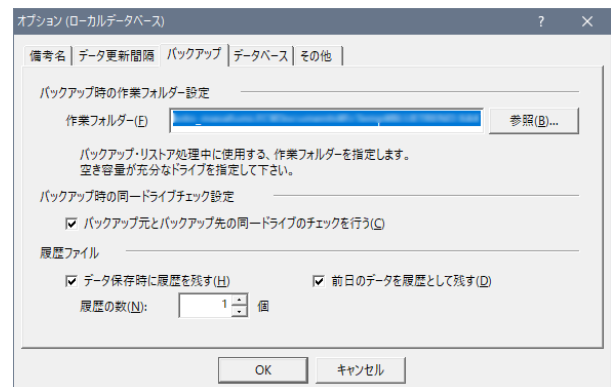 オプション (ローカルデータベース) ? ×
備考名 データ更新間隔 バックアップ データベース その他
バックアップ時の作業フォルダー設定
作業フォルダー(F) 参照(B)...
バックアップ・リストア処理中に使用する、作業フォルダーを指定します。
空き容量が充分なドライブを指定して下さい。
バックアップ時の同一ドライブチェック設定
バックアップ元とバックアップ先の同一ドライブのチェックを行う(C)
履歴ファイル
データ保存時に履歴を残す(H) 前日のデータを履歴として残す(D)
履歴の数(N): 1 個
OK キャンセル